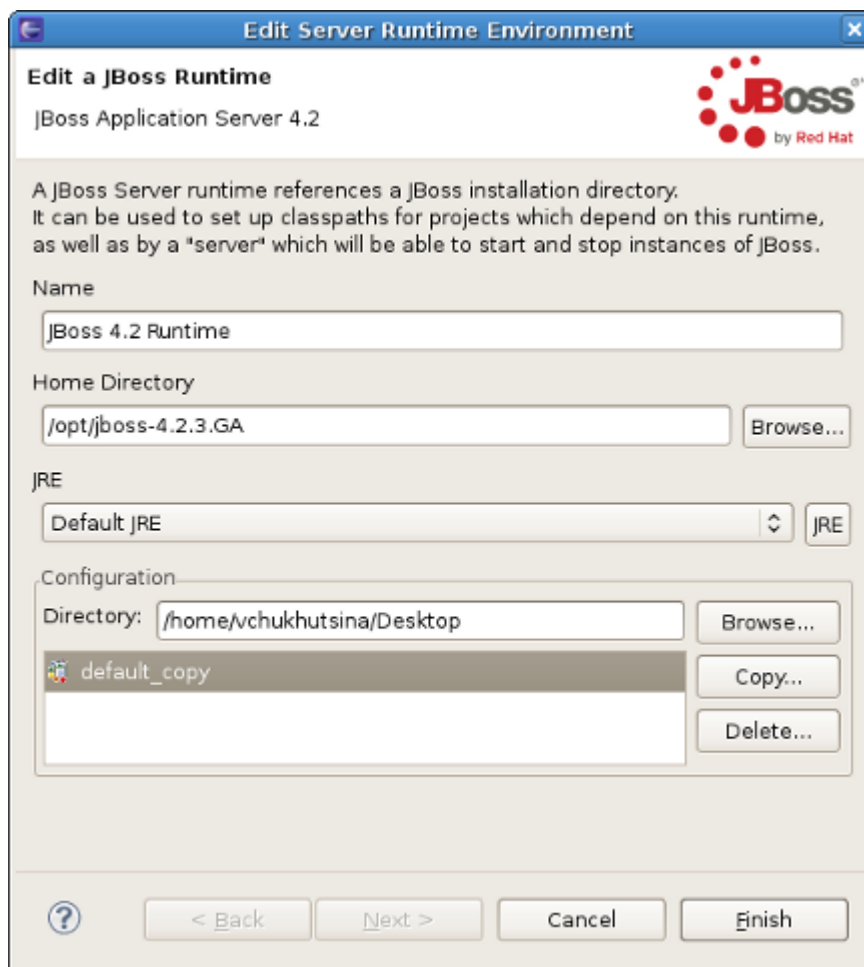 Edit Server Runtime Environment
Edit a JBoss Runtime
JBoss Application Server 4.2
JBoss
by Red Hat
A JBoss Server runtime references a JBoss installation directory.
It can be used to set up classpaths for projects which depend on this runtime,
as well as by a "server" which will be able to start and stop instances of JBoss.
Name
JBoss 4.2 Runtime
Home Directory
/opt/jboss-4.2.3.GA
Browse...
JRE
Default JRE
JRE
Configuration
Directory: /home/vchukhutsina/Desktop
Browse...
default_copy
Copy...
Delete...
? < Back Next > Cancel Finish